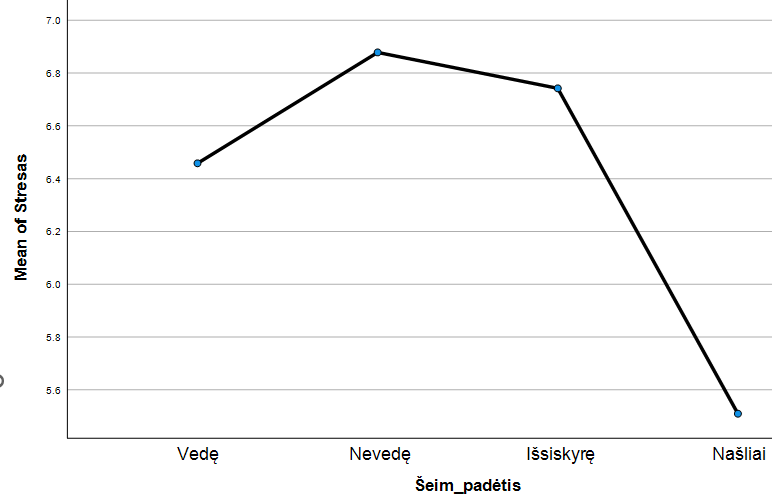 7.0
6.8
6.6
6.4
6.2
6.0
5.8
5.6
Mean of Stresas
Vedę Nevedę Išsiskyrę Našliai
Šeim_padėtis